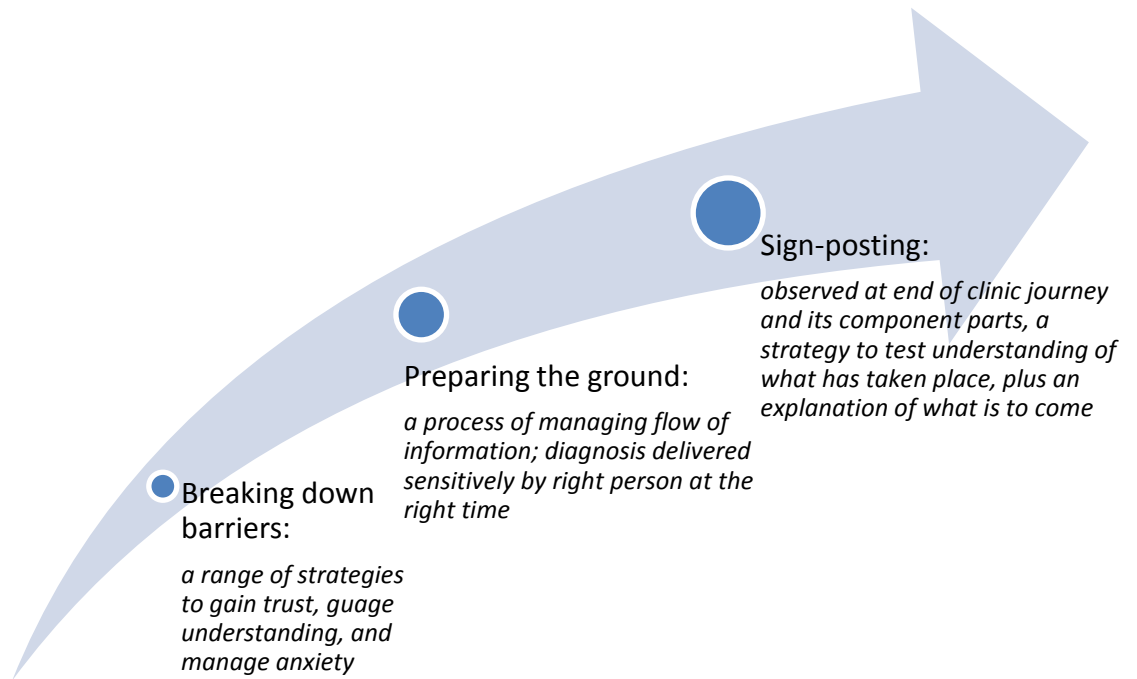 Breaking down
barriers:
a range of strategies
to gain trust, guage
understanding, and
manage anxiety
Preparing the ground:
a process of managing flow of
information; diagnosis delivered
sensitively by right person at the
right time
Sign-posting:
observed at end of clinic journey
and its component parts, a
strategy to test understanding of
what has taken place, plus an
explanation of what is to come